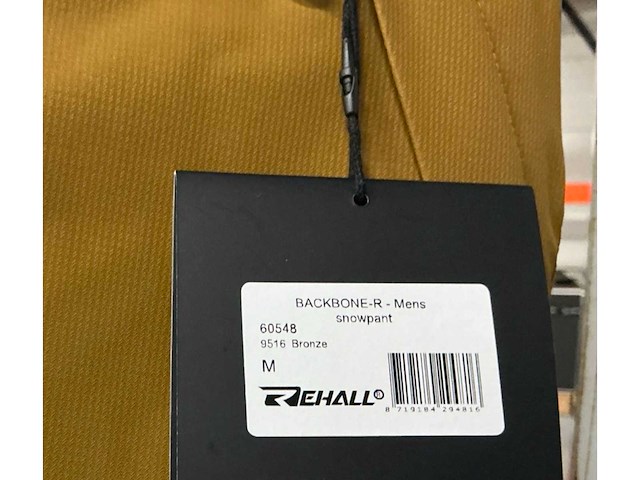 BACKBONE-R - Mens
snowpant
60548
9516 Bronze
M
REHALL®
8 719184 294816